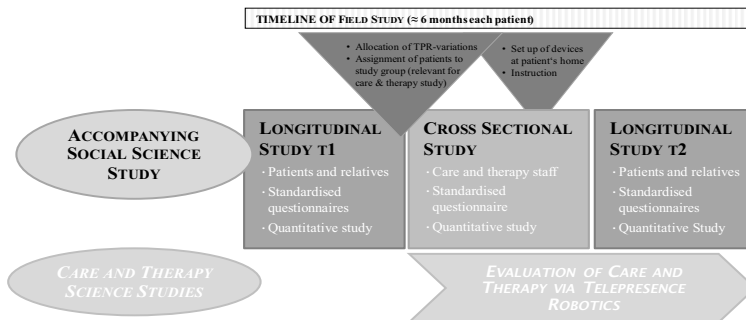 TIMELINE OF FIELD STUDY (≈ 6 months each patient)
• Allocation of TPR-variations
• Assignment of patients to
study group (relevant for
care & therapy study)
• Set up of devices
at patient's home
• Instruction
ACCOMPANYING
SOCIAL SCIENCE
STUDY
LONGITUDINAL
STUDY T1
· Patients and relatives
· Standardised
questionnaires
· Quantitative study
CROSS SECTIONAL
STUDY
· Care and therapy staff
· Standardised
questionnaire
· Quantitative study
LONGITUDINAL
STUDY T2
· Patients and relatives
· Standardised
questionnaires
· Quantitative Study
CARE AND THERAPY
SCIENCE STUDIES
EVALUATION OF CARE AND
THERAPY VIA TELEPRESENCE
ROBOTICS